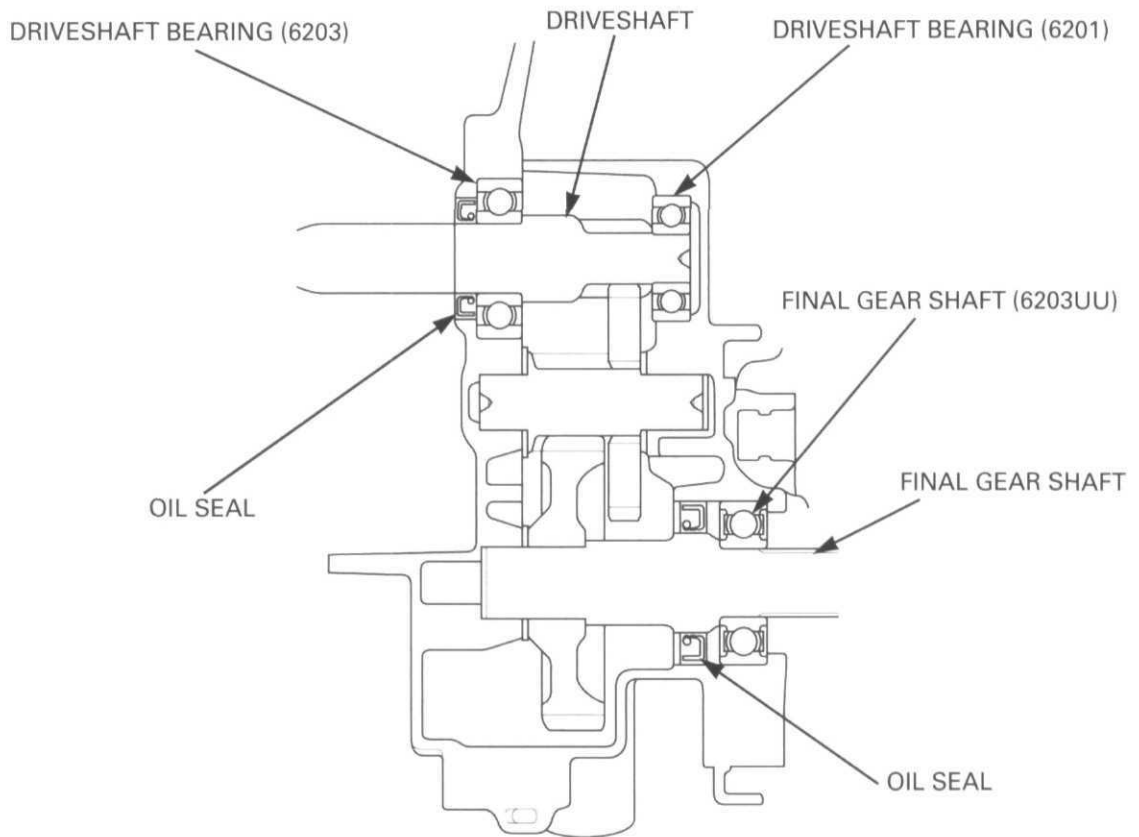 DRIVESHAFT BEARING (6203)
DRIVESHAFT
DRIVESHAFT BEARING (6201)
FINAL GEAR SHAFT (6203UU)
FINAL GEAR SHAFT
OIL SEAL
OIL SEAL